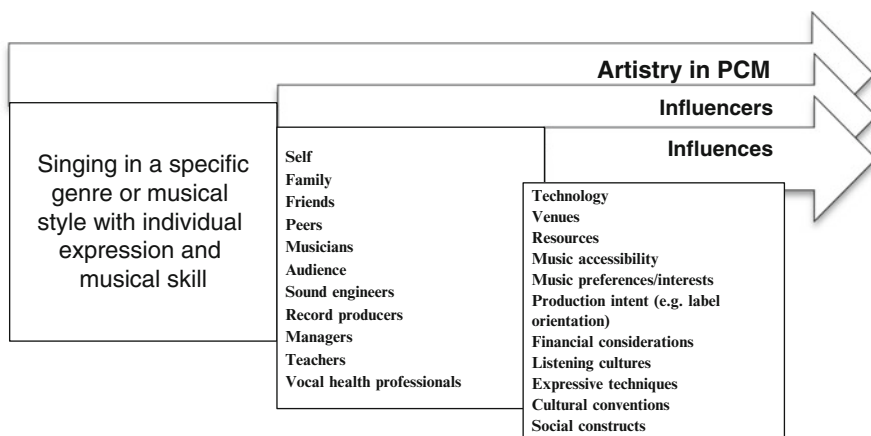 Artistry in PCM
Influencers
Influences
Singing in a specific
genre or musical
style with individual
expression and
musical skill
Self
Family
Friends
Peers
Musicians
Audience
Sound engineers
Record producers
Managers
Teachers
Vocal health professionals
Technology
Venues
Resources
Music accessibility
Music preferences/interests
Production intent (e.g. label
orientation)
Financial considerations
Listening cultures
Expressive techniques
Cultural conventions
Social constructs